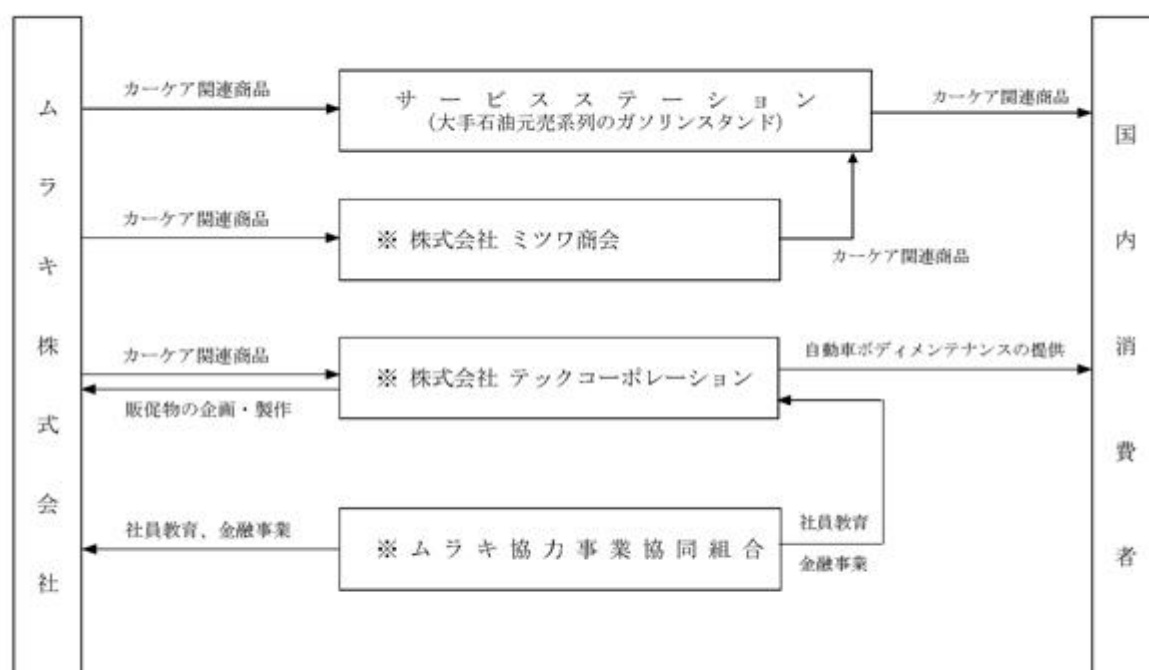 ムラキ株式会社
カーケア関連商品
サービスステーション
(大手石油元売系列のガソリンスタンド)
カーケア関連商品
カーケア関連商品
※ 株式会社 ミツワ商会
カーケア関連商品
カーケア関連商品
販促物の企画・製作
※ 株式会社 テックコーポレーション
自動車ボディメンテナンスの提供
社員教育、金融事業
※ムラキ協力事業協同組合
社員教育
金融事業
国内消費者